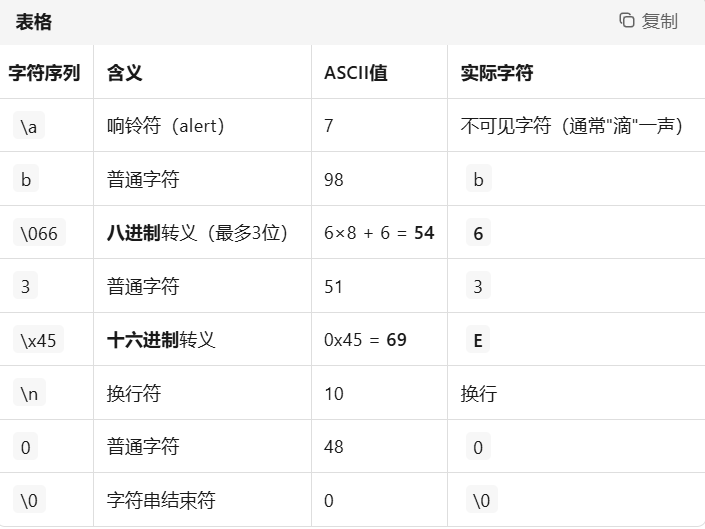 表格 复制
字符序列 含义 ASCII值 实际字符
\a 响铃符（alert） 7 不可见字符（通常"滴"一声）
b 普通字符 98 b
\066 八进制转义（最多3位） 6×8 + 6 = 54 6
3 普通字符 51 3
\x45 十六进制转义 0x45 = 69 E
\n 换行符 10 换行
0 普通字符 48 0
\0 字符串结束符 0 \0